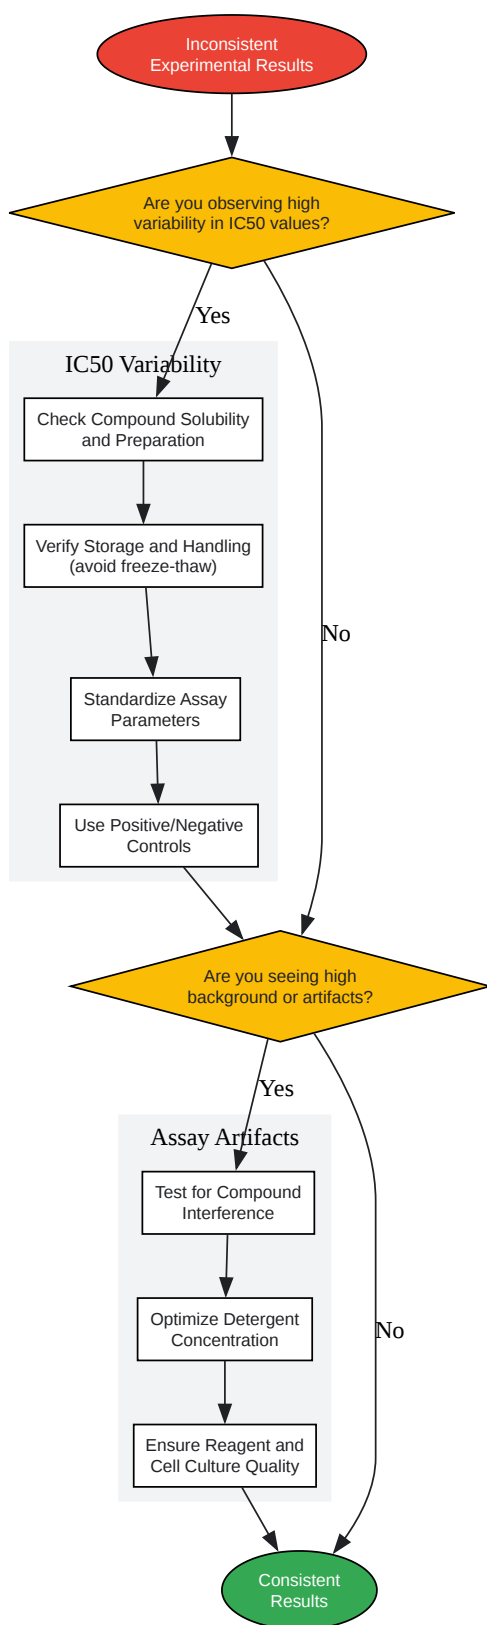 Inconsistent
Experimental Results
Are you observing high
variability in IC50 values?
Yes
IC50 Variability
Check Compound Solubility
and Preparation
Verify Storage and Handling
(avoid freeze-thaw)
No
Standardize Assay
Parameters
Use Positive/Negative
Controls
Are you seeing high
background or artifacts?
Yes
Assay Artifacts
Test for Compound
Interference
Optimize Detergent
Concentration
No
Ensure Reagent and
Cell Culture Quality
Consistent
Results